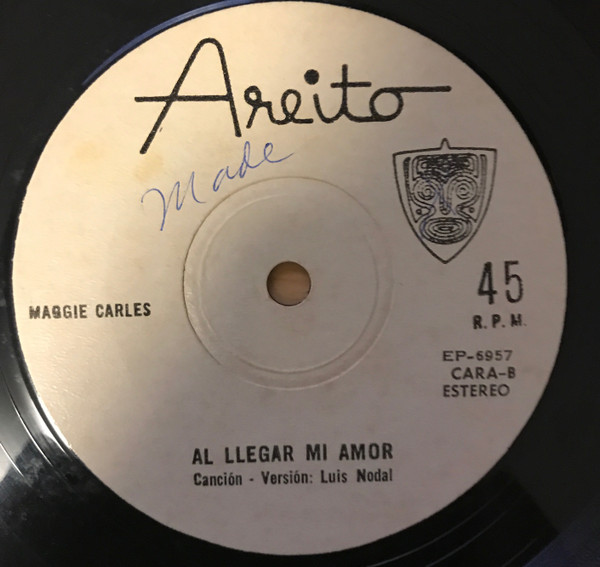 Areito
Made
MAGGIE CARLES
45
R. P. M.
EP-6957
CARA-B
ESTEREO
AL LLEGAR MI AMOR
Canción - Versión: Luis Nodal